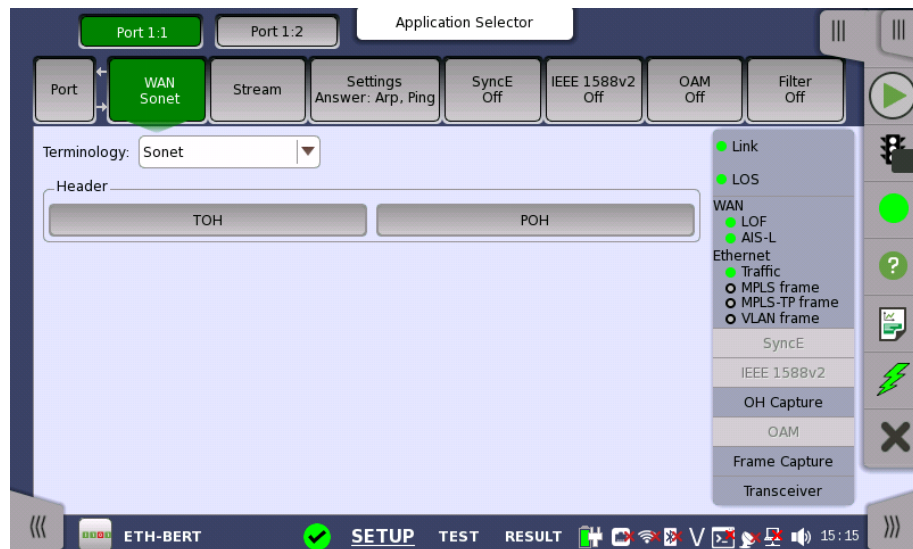 Application Selector
Port 1:1
Port 1:2
Port
WAN
Sonet
Stream
Settings
Answer: Arp, Ping
SyncE
Off
IEEE 1588v2
Off
OAM
Off
Filter
Off
Terminology: Sonet
Header
TOH
POH
Link
LOS
WAN
LOF
AIS-L
Ethernet
Traffic
MPLS frame
MPLS-TP frame
VLAN frame
SyncE
IEEE 1588v2
OH Capture
OAM
Frame Capture
Transceiver
ETH-BERT
SETUP
TEST
RESULT
15:15